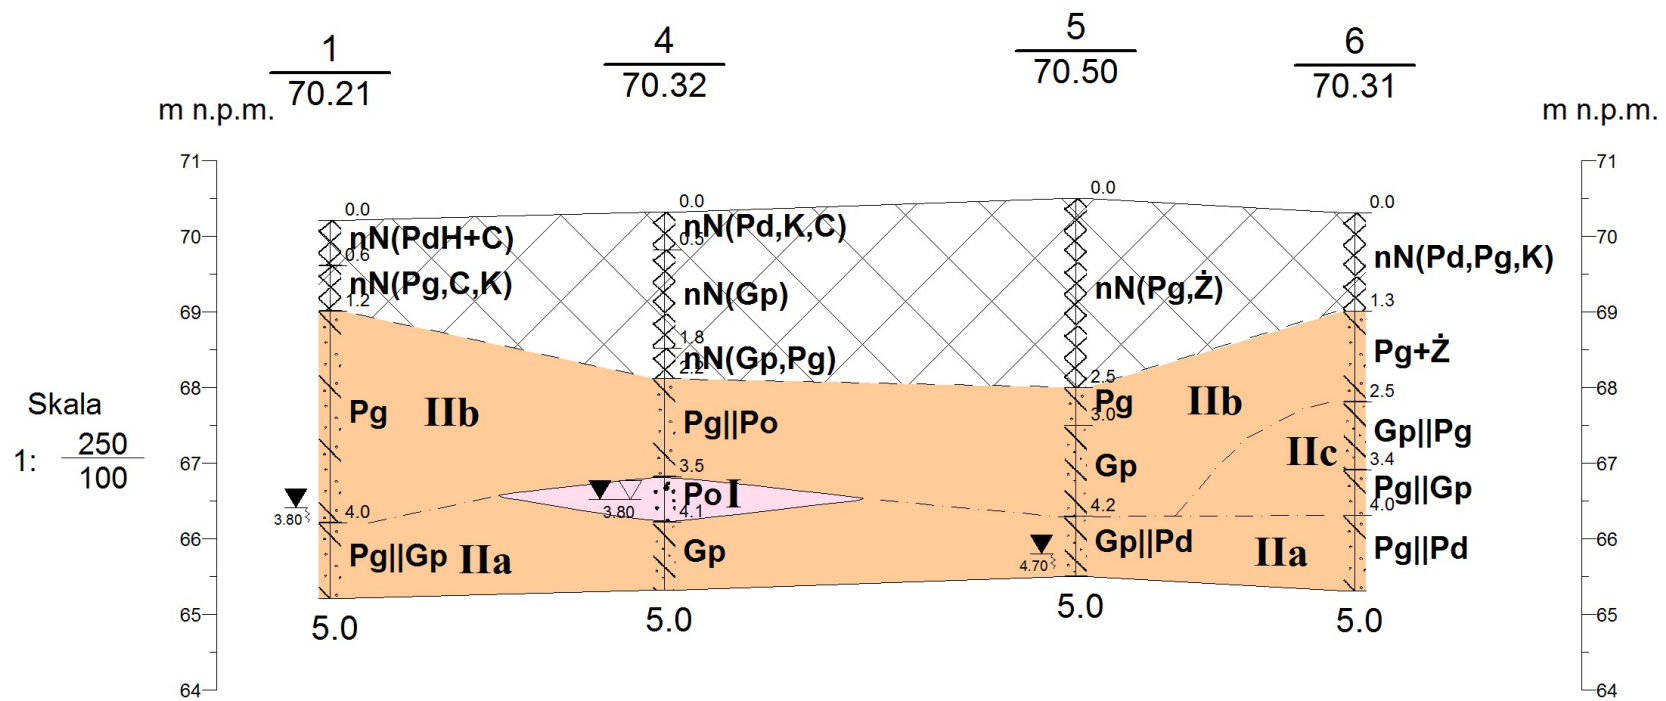 1
70.21
4
70.32
5
70.50
6
70.31
m n.p.m.
m n.p.m.
71
70
69
68
67
66
65
64
Skala
1: 250
100
0.0
nN(PdH+C)
0.6
nN(Pg,C,K)
1.2
Pg
IIb
3.80
4.0
Pg||Gp
IIa
5.0
0.0
nN(Pd,K,C)
0.5
nN(Gp)
1.8
nN(Gp,Pg)
2.2
Pg||Po
3.5
Po
I
3.80
4.1
Gp
5.0
0.0
nN(Pg,Ż)
2.5
Pg
3.0
Gp
4.2
Gp||Pd
4.70
5.0
IIb
IIc
IIa
0.0
nN(Pd,Pg,K)
1.3
Pg+Ż
2.5
Gp||Pg
3.4
Pg||Gp
4.0
Pg||Pd
5.0
71
70
69
68
67
66
65
64